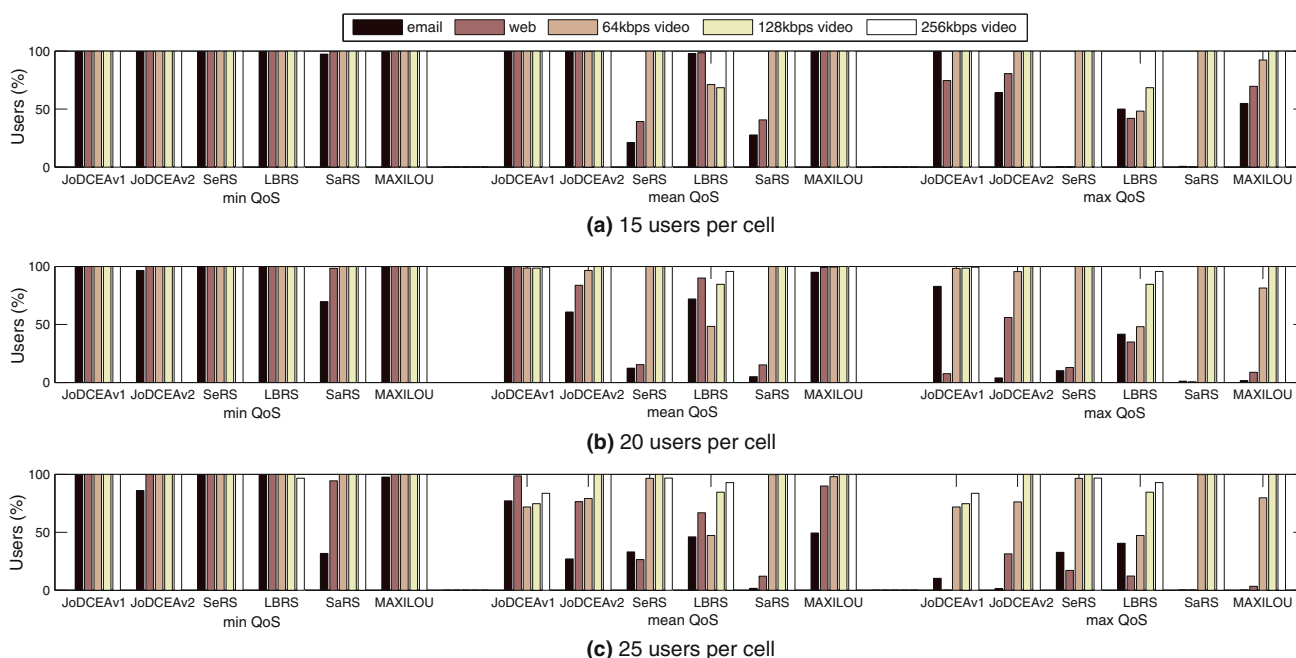 email web 64kbps video 128kbps video 256kbps video
Users (%)
100
50
0
JoDCEAv1 JoDCEAv2 SeRS LBRS SaRS MAXILOU JoDCEAv1 JoDCEAv2 SeRS LBRS SaRS MAXILOU JoDCEAv1 JoDCEAv2 SeRS LBRS SaRS MAXILOU
min QoS mean QoS max QoS
(a) 15 users per cell
Users (%)
100
50
0
JoDCEAv1 JoDCEAv2 SeRS LBRS SaRS MAXILOU JoDCEAv1 JoDCEAv2 SeRS LBRS SaRS MAXILOU JoDCEAv1 JoDCEAv2 SeRS LBRS SaRS MAXILOU
min QoS mean QoS max QoS
(b) 20 users per cell
Users (%)
100
50
0
JoDCEAv1 JoDCEAv2 SeRS LBRS SaRS MAXILOU JoDCEAv1 JoDCEAv2 SeRS LBRS SaRS MAXILOU JoDCEAv1 JoDCEAv2 SeRS LBRS SaRS MAXILOU
min QoS mean QoS max QoS
(c) 25 users per cell